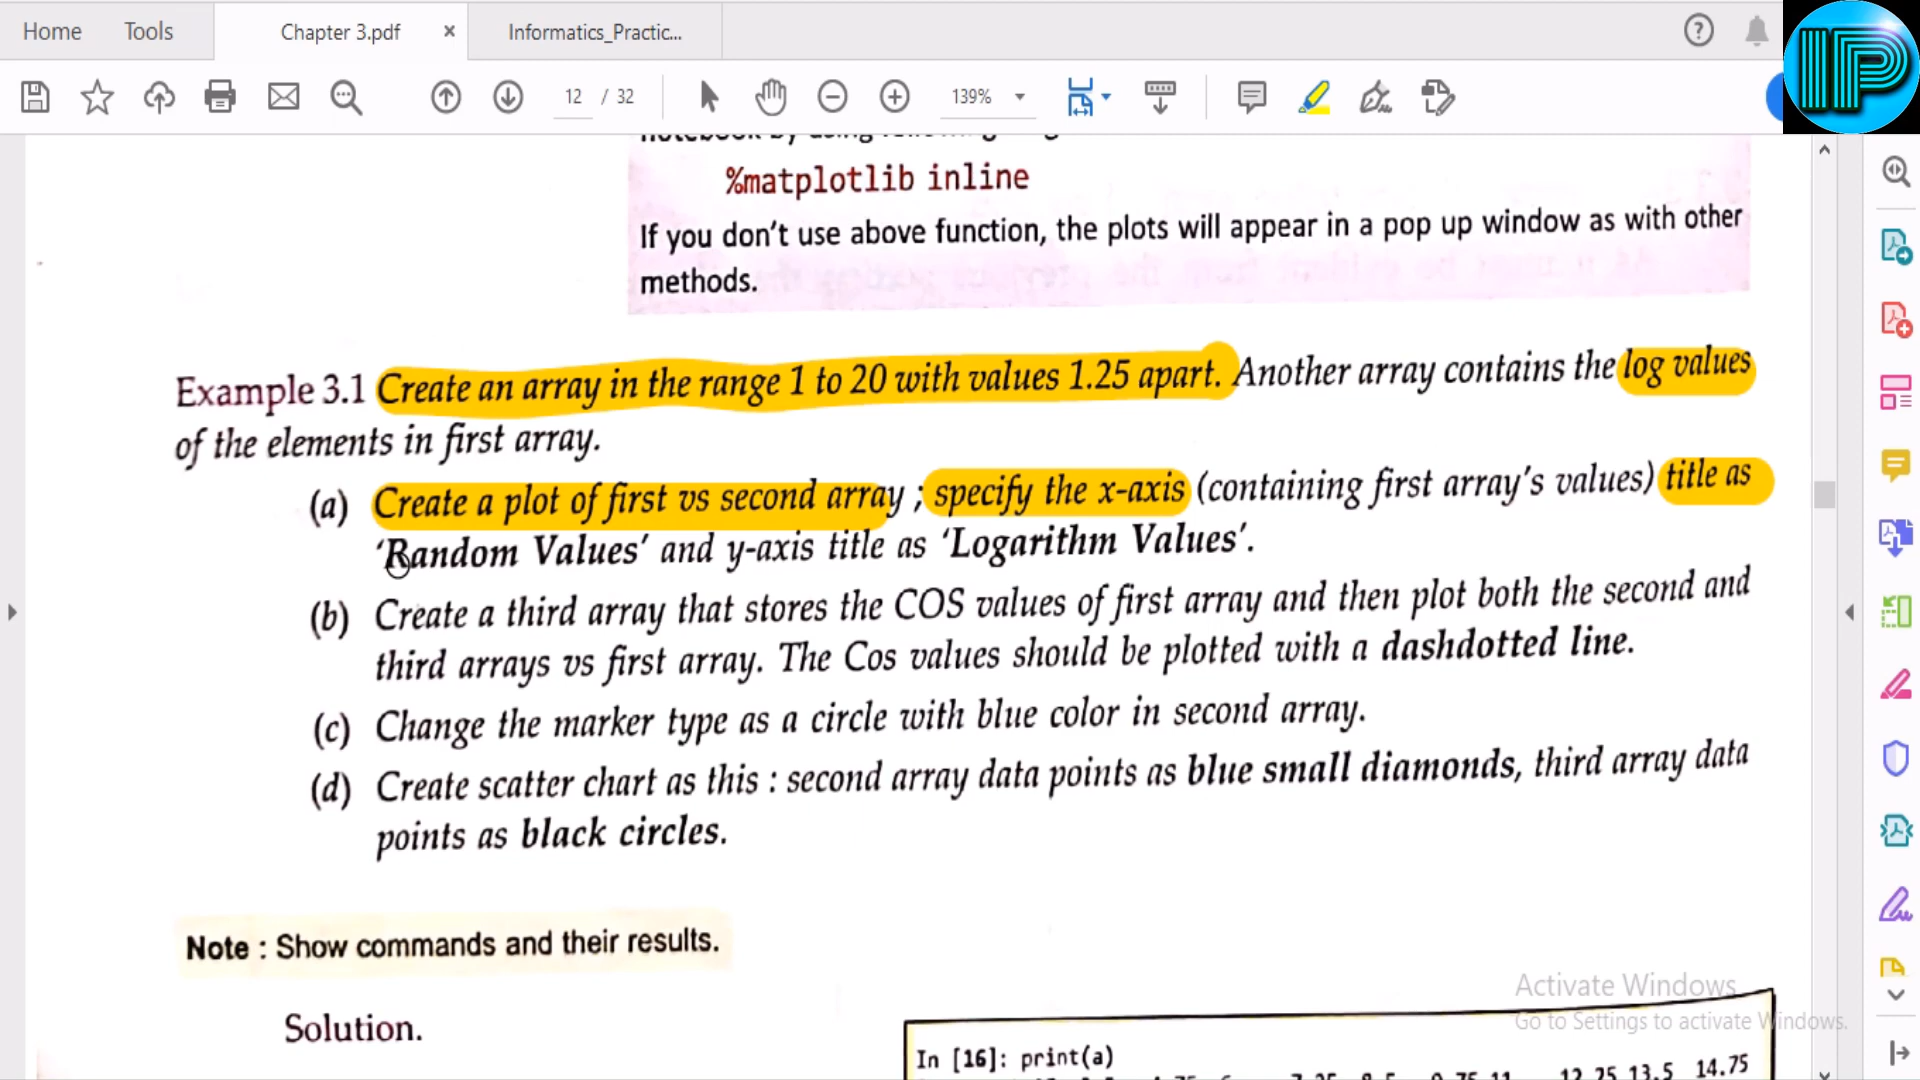 Home Tools Chapter 3.pdf × Informatics_Practic...
12 / 32 139%
IP
%matplotlib inline
If you don't use above function, the plots will appear in a pop up window as with other
methods.
Example 3.1 Create an array in the range 1 to 20 with values 1.25 apart. Another array contains the log values
of the elements in first array.
(a) Create a plot of first vs second array ; specify the x-axis (containing first array's values) title as
'Random Values' and y-axis title as 'Logarithm Values'.
(b) Create a third array that stores the COS values of first array and then plot both the second and
third arrays vs first array. The Cos values should be plotted with a dashdotted line.
(c) Change the marker type as a circle with blue color in second array.
(d) Create scatter chart as this : second array data points as blue small diamonds, third array data
points as black circles.
Note : Show commands and their results.
Activate Windows
Go to Settings to activate Windows.
Solution.
In [16]: print(a)
12.25 13.5 14.75